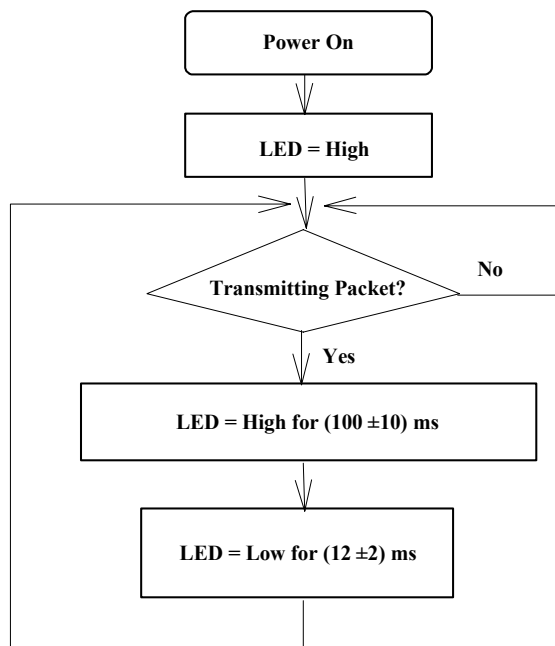 Power On
LED = High
Transmitting Packet?
No
Yes
LED = High for (100 ±10) ms
LED = Low for (12 ±2) ms